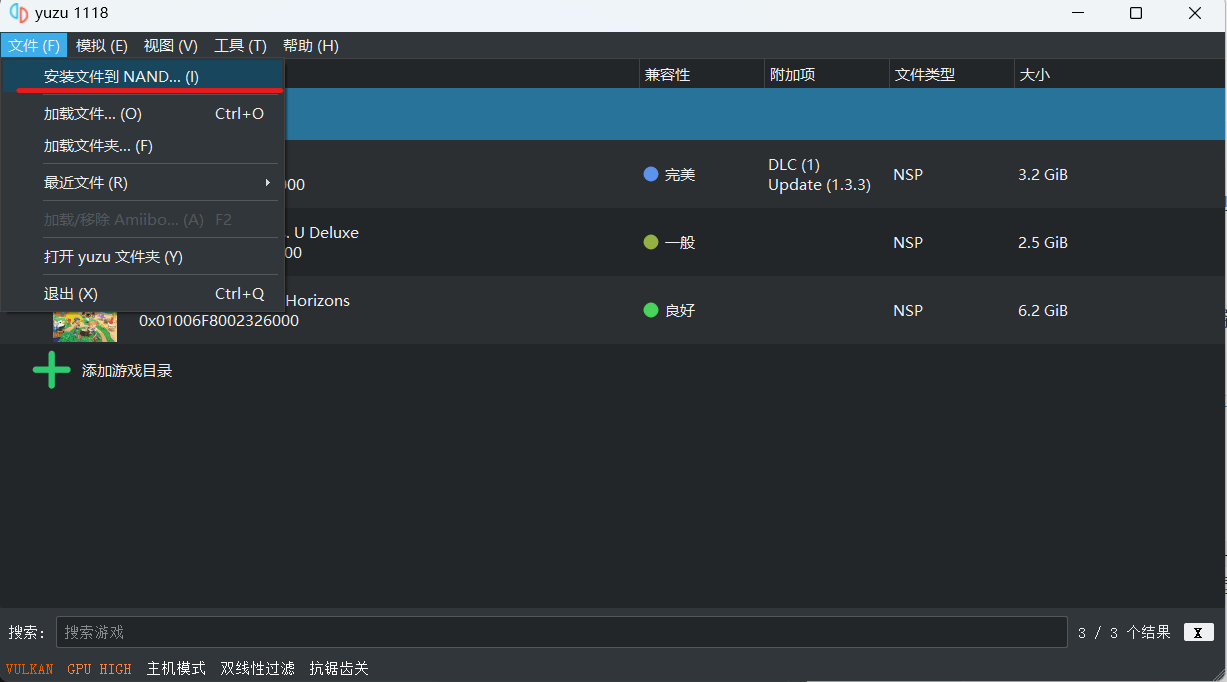 yuzu 1118
文件 (F) 模拟 (E) 视图 (V) 工具 (T) 帮助 (H)
安装文件到 NAND... (I)
加载文件... (O) Ctrl+O
加载文件夹... (F)
最近文件 (R)
加载/移除 Amiibo... (A) F2
打开 yuzu 文件夹 (Y)
退出 (X) Ctrl+Q
兼容性 附加项 文件类型 大小
00
完美
DLC (1)
Update (1.3.3)
NSP
3.2 GiB
. U Deluxe
00
一般
NSP
2.5 GiB
Horizons
0x01006F8002326000
良好
NSP
6.2 GiB
添加游戏目录
搜索: 搜索游戏 3 / 3 个结果 X
VULKAN GPU HIGH 主机模式 双线性过滤 抗锯齿关